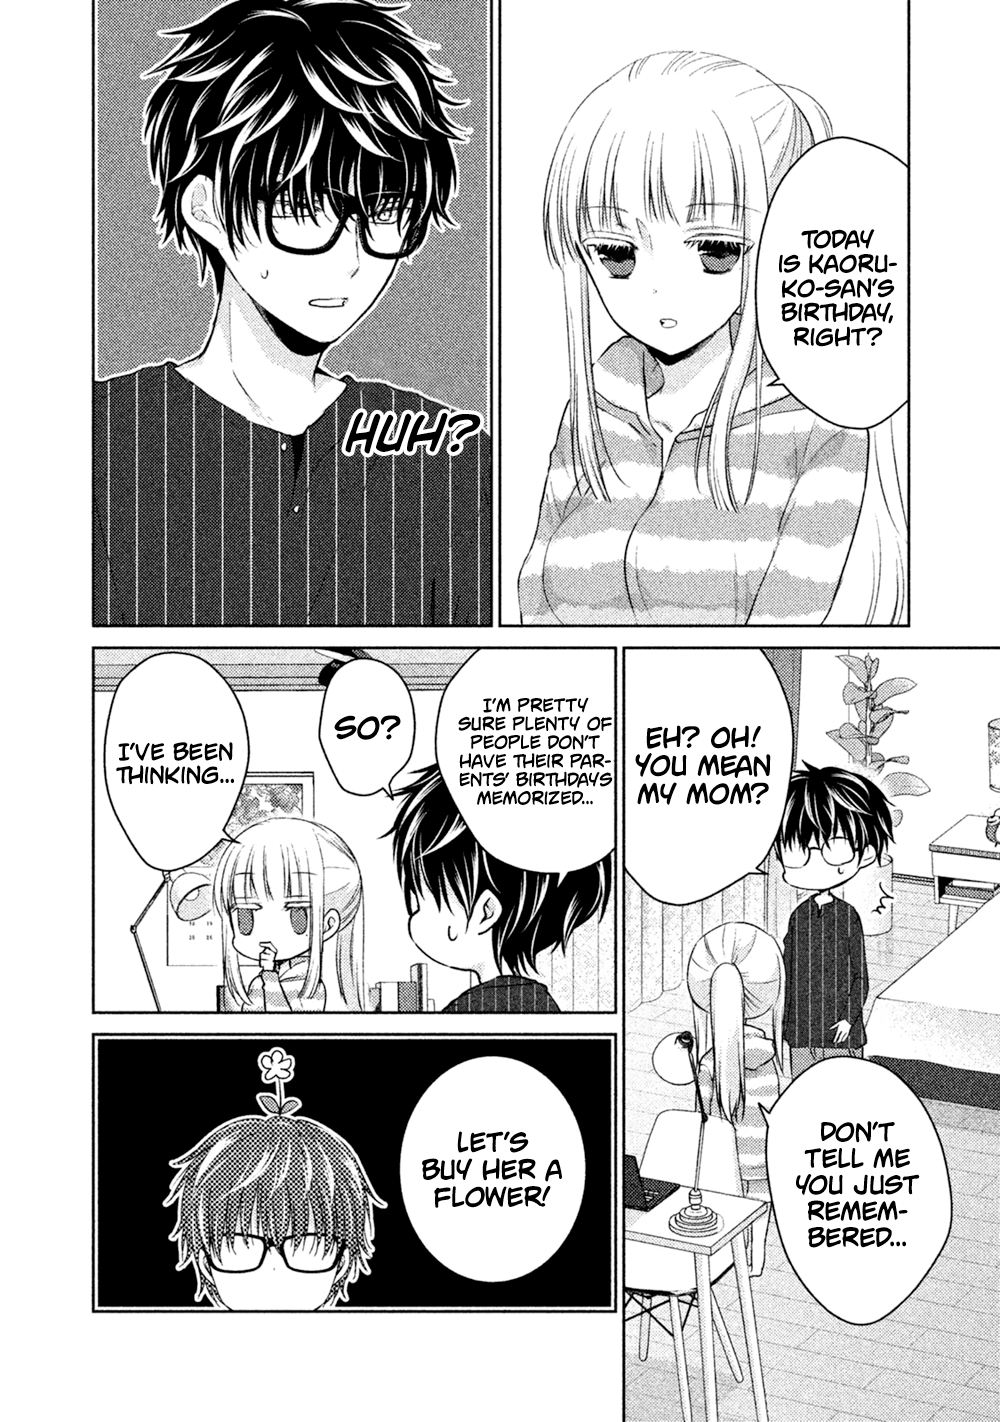 TODAY
IS KAORU-
KO-SAN'S
BIRTHDAY,
RIGHT?
HUH?
EH? OH!
YOU MEAN
MY MOM?
DON'T
TELL ME
YOU JUST
REMEM-
BERED...
I'M PRETTY
SURE PLENTY OF
PEOPLE DON'T
HAVE THEIR PAR-
ENTS' BIRTHDAYS
MEMORIZED...
SO?
I'VE BEEN
THINKING...
LET'S
BUY HER A
FLOWER!